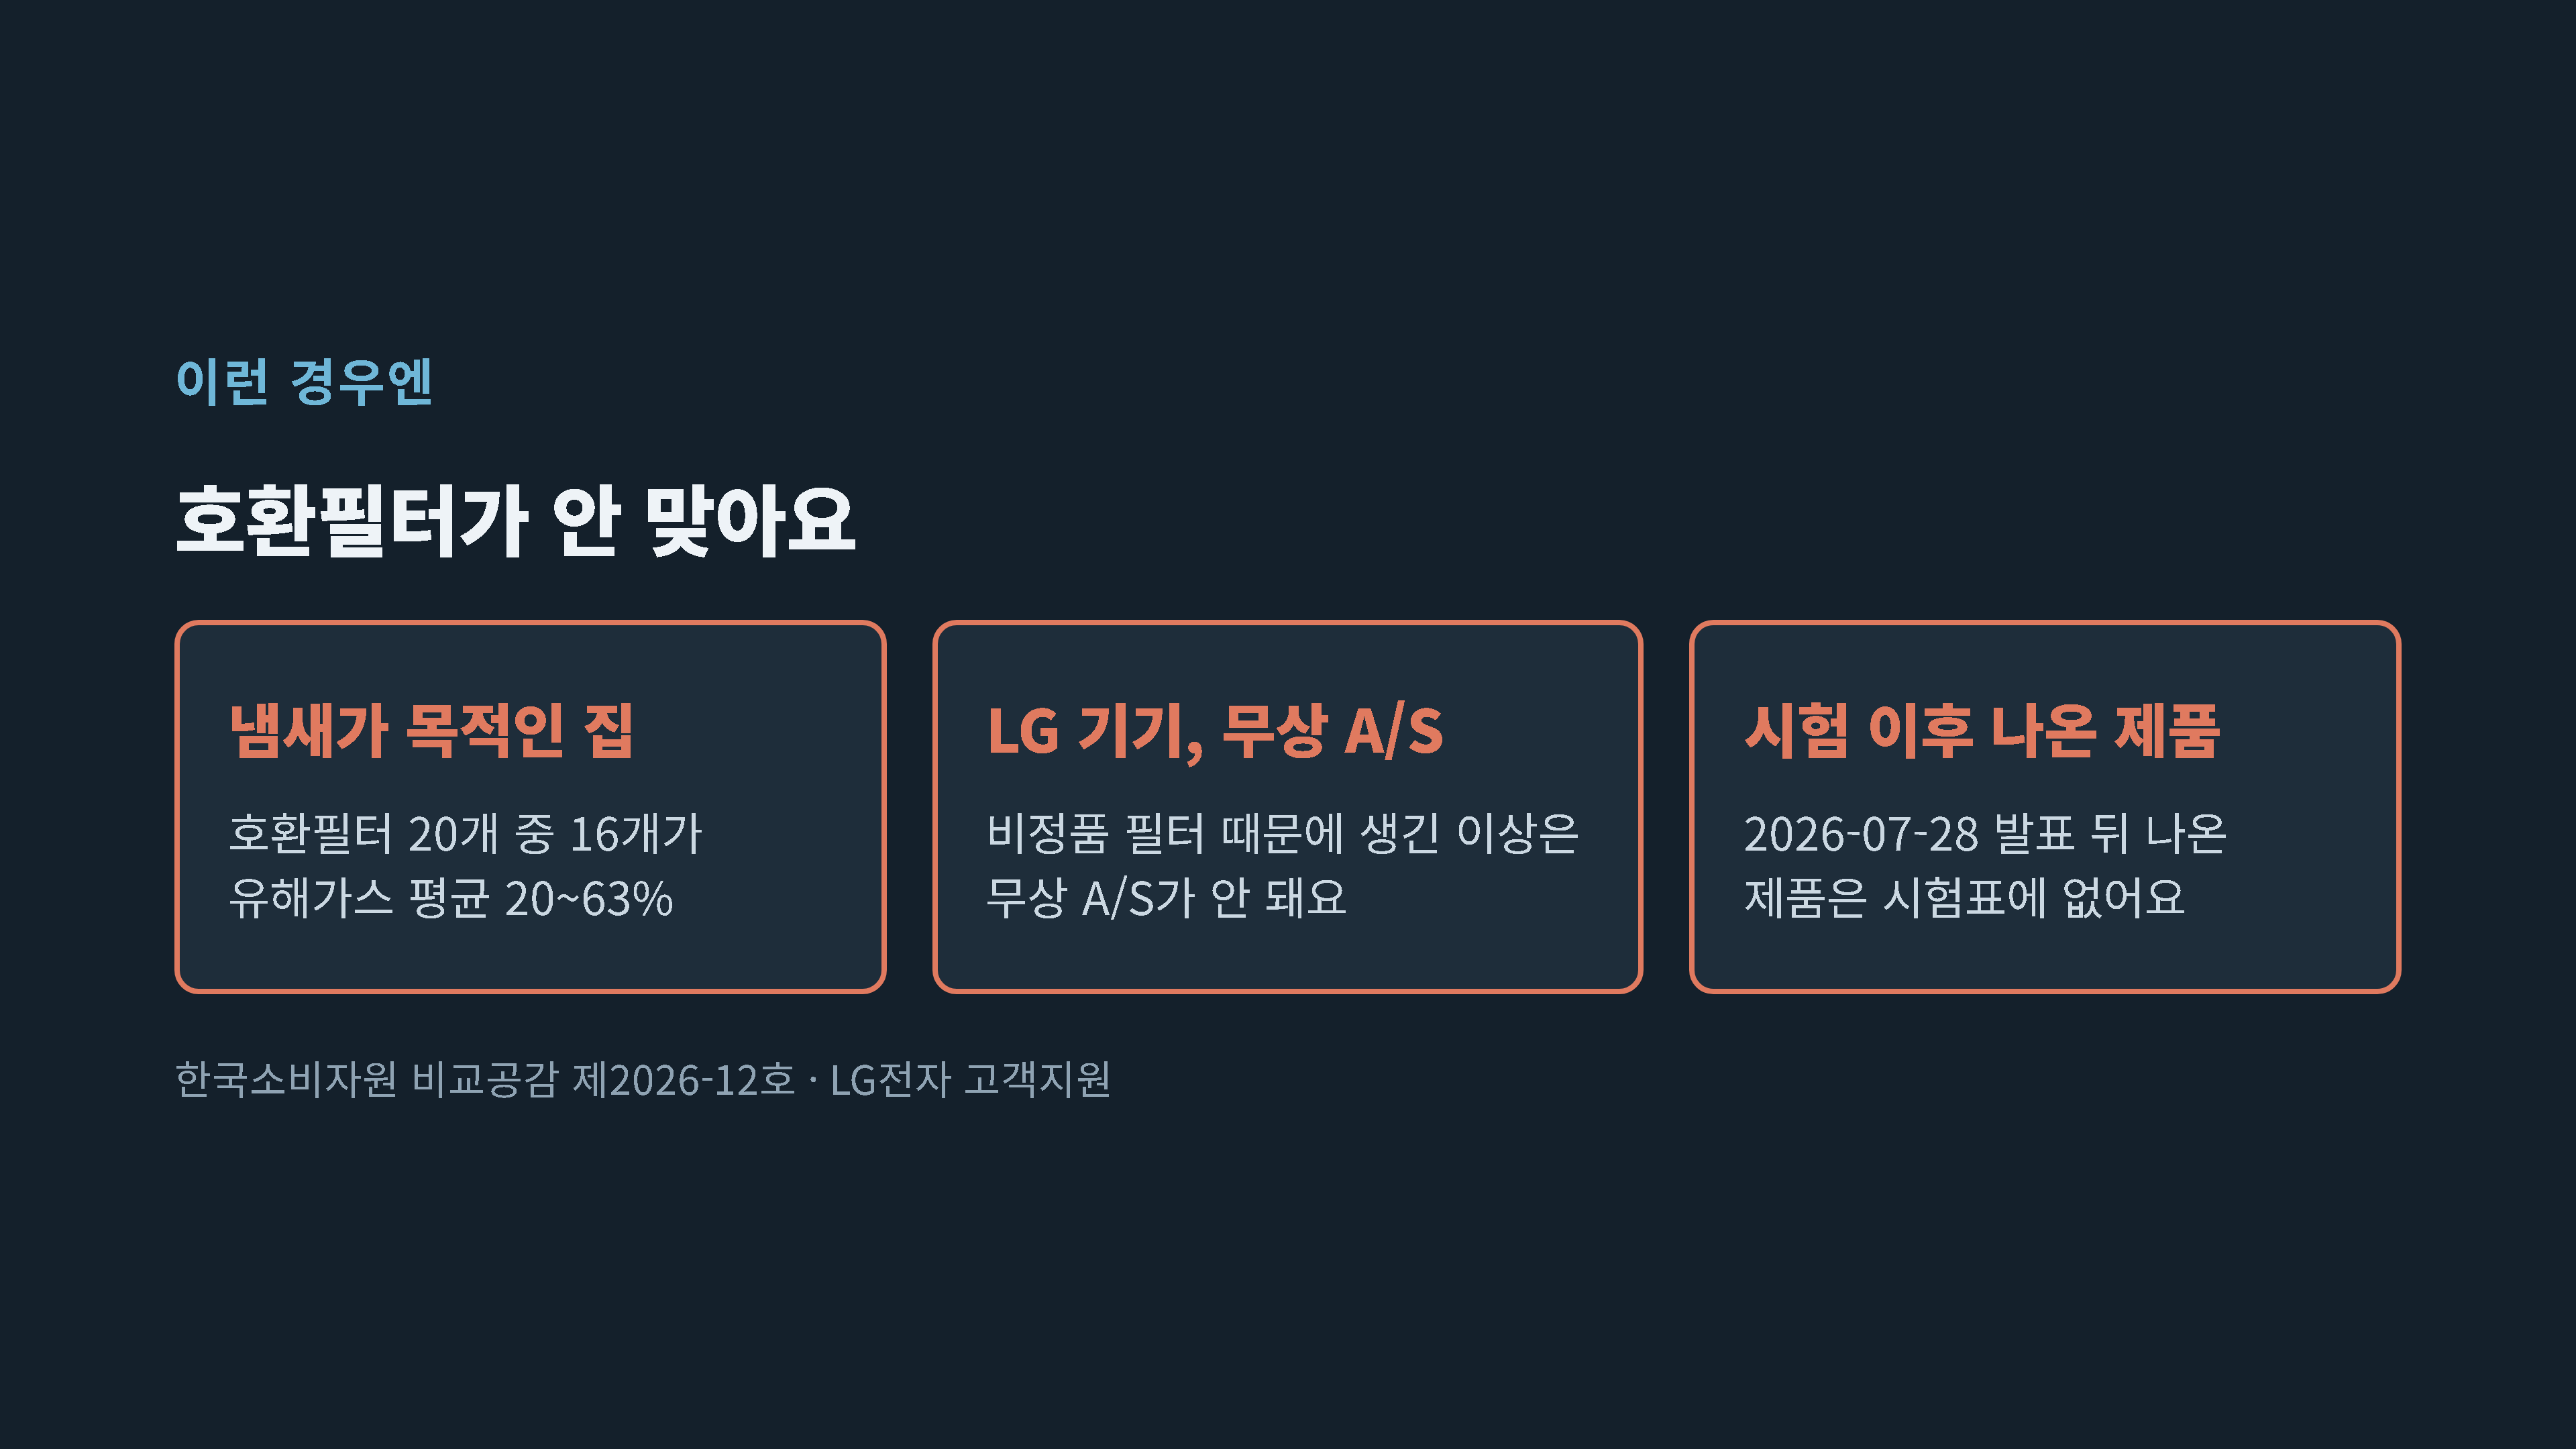 이런 경우엔
호환필터가 안 맞아요
냄새가 목적인 집
호환필터 20개 중 16개가
유해가스 평균 20~63%
LG 기기, 무상 A/S
비정품 필터 때문에 생긴 이상은
무상 A/S가 안 돼요
시험 이후 나온 제품
2026-07-28 발표 뒤 나온
제품은 시험표에 없어요
한국소비자원 비교공감 제2026-12호 · LG전자 고객지원